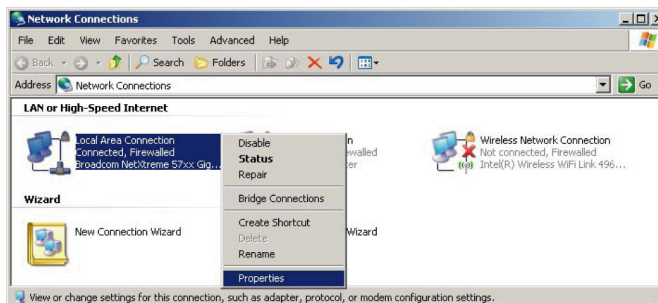 Network Connections
File Edit View Favorites Tools Advanced Help
Back Search Folders
Address Network Connections Go
LAN or High-Speed Internet
Local Area Connection
Connected, Firewalled
Broadcom NetXtreme 57xx Gig...
Disable
Status
Repair
Bridge Connections
Create Shortcut
Delete
Rename
Properties
Wireless Network Connection
Not connected, Firewalled
Intel(R) Wireless WiFi Link 496...
Wizard
New Connection Wizard
Wizard
View or change settings for this connection, such as adapter, protocol, or modem configuration settings.